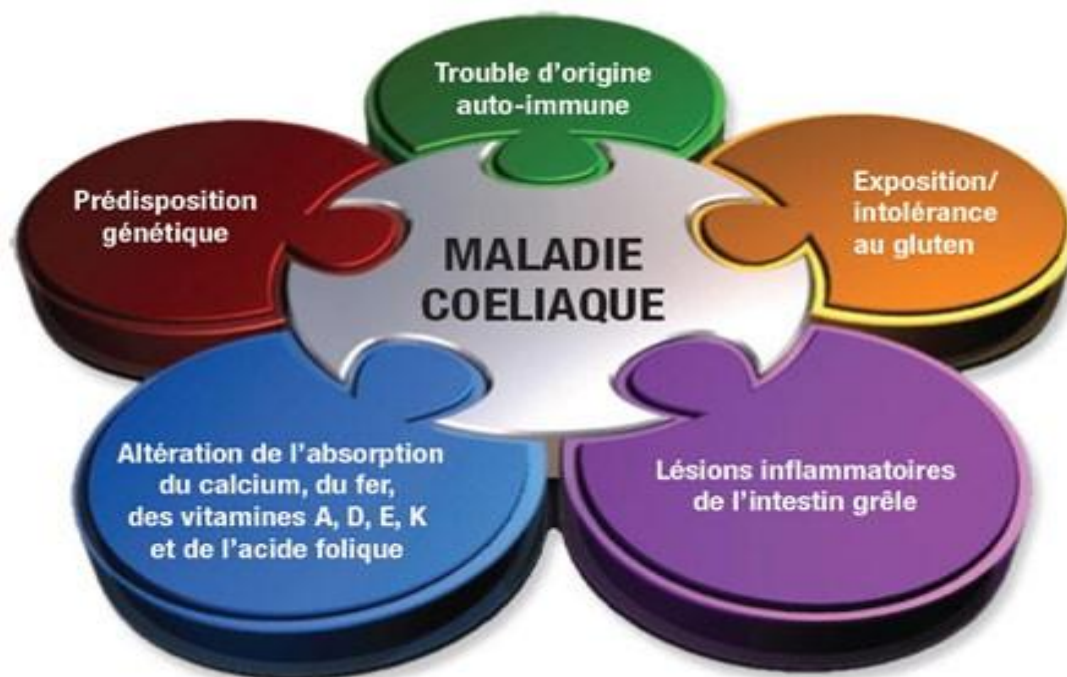 Trouble d'origine
auto-immune
Prédisposition
génétique
Exposition/
intolérance
au gluten
MALADIE
COELIAQUE
Altération de l'absorption
du calcium, du fer,
des vitamines A, D, E, K
et de l'acide folique
Lésions inflammatoires
de l'intestin grêle